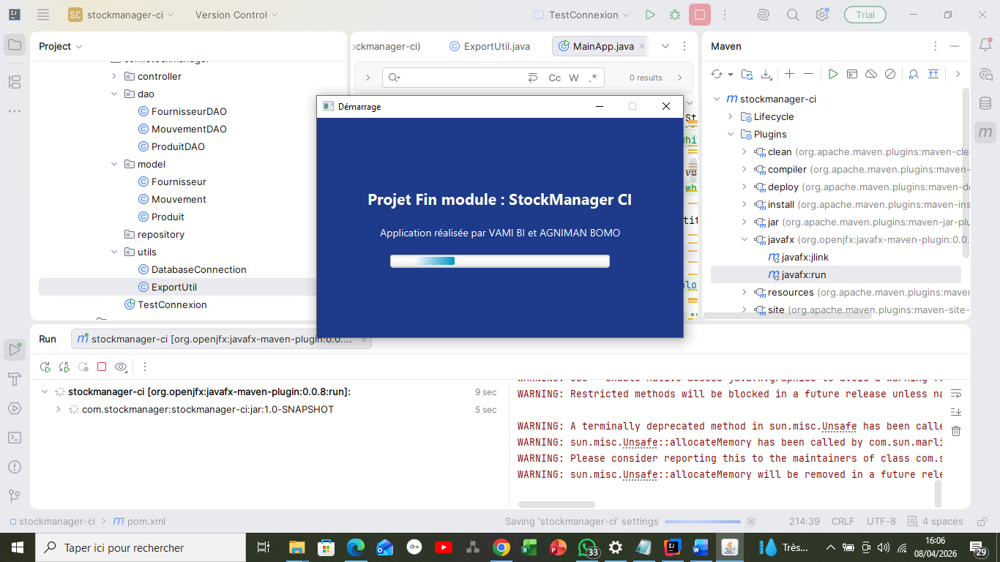 SC stockmanager-ci Version Control TestConnexion Trial
Project
controller
dao
FournisseurDAO
MouvementDAO
ProduitDAO
model
Fournisseur
Mouvement
Produit
repository
utils
DatabaseConnection
ExportUtil
TestConnexion
ockmanager-ci) ExportUtil.java MainApp.java
Cc W .* 0 results
Démarrage
Projet Fin module : StockManager CI
Application réalisée par VAMI BI et AGNIMAN BOMO
Maven
stockmanager-ci
Lifecycle
Plugins
clean (org.apache.maven.plugins:maven-cle
compiler (org.apache.maven.plugins:maven-
deploy (org.apache.maven.plugins:maven-de
install (org.apache.maven.plugins:maven-ins
jar (org.apache.maven.plugins:maven-jar-plu
javafx (org.openjfx:javafx-maven-plugin:0.0.
javafx:jlink
javafx:run
resources (org.apache.maven.plugins:maven
site (org.apache.maven.plugins:maven-site-
Run stockmanager-ci [org.openjfx:javafx-maven-plugin:0.0....
stockmanager-ci [org.openjfx:javafx-maven-plugin:0.0.8:run]: 9 sec
com.stockmanager:stockmanager-ci:jar:1.0-SNAPSHOT 5 sec
WARNING: Restricted methods will be blocked in a future release unless na
WARNING: A terminally deprecated method in sun.misc.Unsafe has been calle
WARNING: sun.misc.Unsafe::allocateMemory has been called by com.sun.marli
WARNING: Please consider reporting this to the maintainers of class com.s
WARNING: sun.misc.Unsafe::allocateMemory will be removed in a future rele
stockmanager-ci pom.xml Saving 'stockmanager-ci' settings 214:39 CRLF UTF-8 4 spaces
Taper ici pour rechercher 33 Très... 16:06
08/04/2026 29